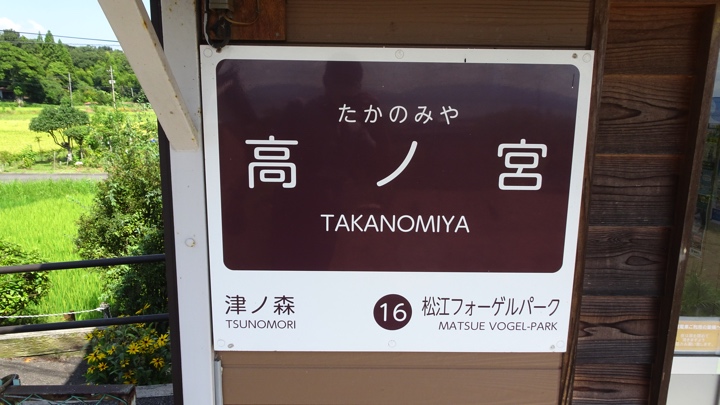 たかのみや
高ノ宮
TAKANOMIYA
津ノ森
TSUNOMORI
16
松江フォーゲルパーク
MATSUE VOGEL-PARK